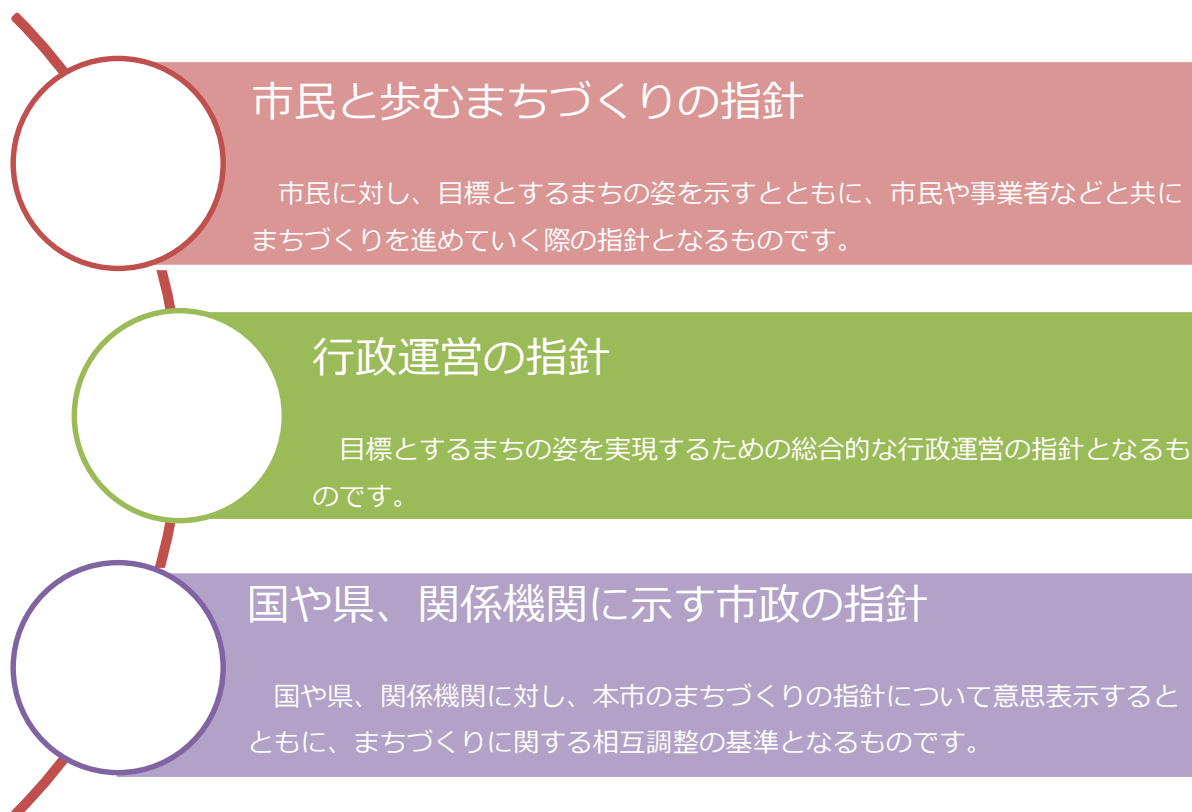 市民と歩むまちづくりの指針
市民に対し、目標とするまちの姿を示すとともに、市民や事業者などと共に
まちづくりを進めていく際の指針となるものです。
行政運営の指針
目標とするまちの姿を実現するための総合的な行政運営の指針となるも
のです。
国や県、関係機関に示す市政の指針
国や県、関係機関に対し、本市のまちづくりの指針について意思表示すると
ともに、まちづくりに関する相互調整の基準となるものです。